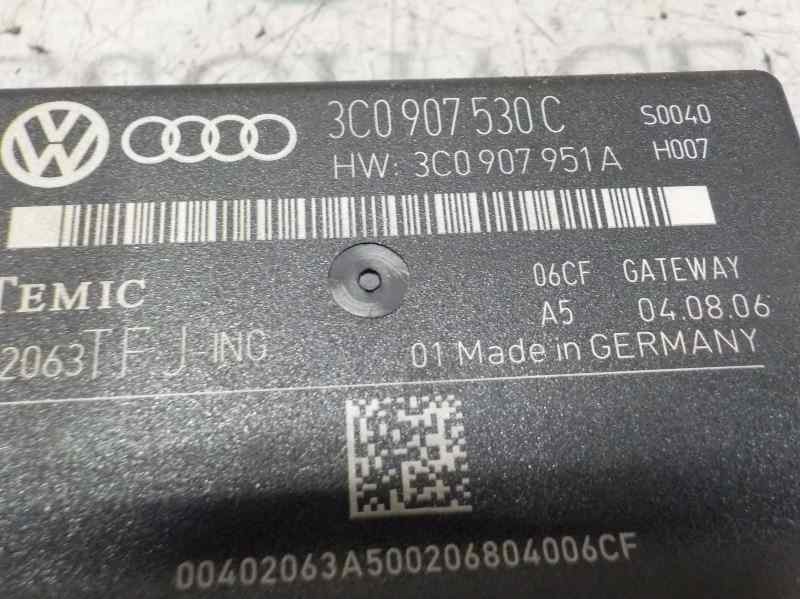 3C0 907 530 C
S0040
HW: 3C0 907 951 A
H007
TEMIC
06CF GATEWAY
A5 04.08.06
2063TFJ-ING
01 Made in GERMANY
00402063A500206804006CF